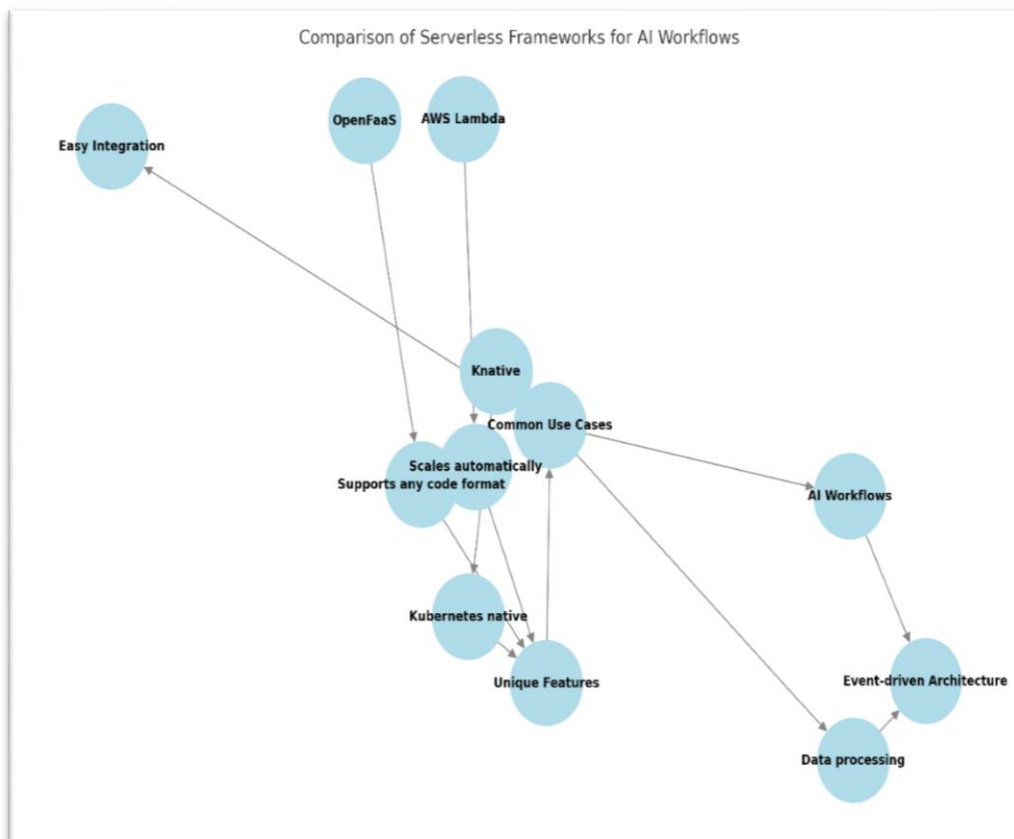 Comparison of Serverless Frameworks for AI Workflows
OpenFaaS
AWS Lambda
Easy Integration
Knative
Common Use Cases
Scales automatically
Supports any code format
AI Workflows
Kubernetes native
Unique Features
Event-driven Architecture
Data processing